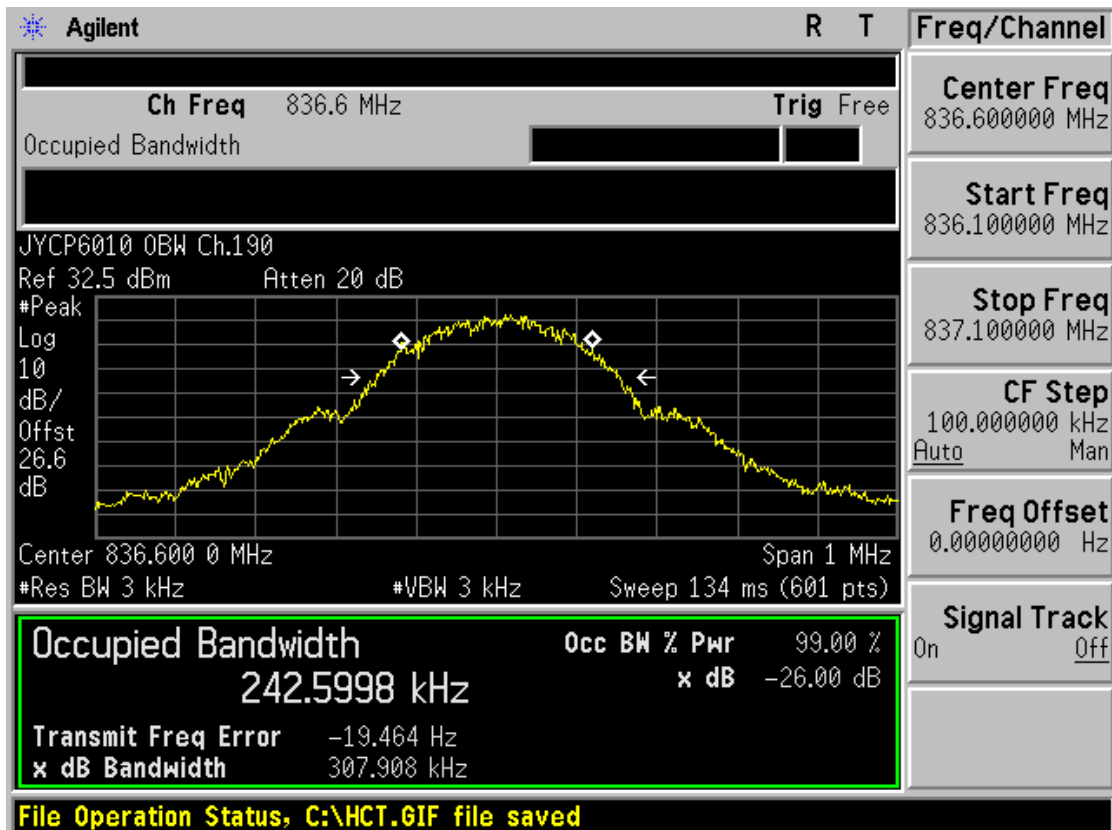 Agilent R T
Ch Freq 836.6 MHz Trig Free
Occupied Bandwidth
JYCP6010 OBW Ch.190
Ref 32.5 dBm Atten 20 dB
#Peak
Log
10
dB/
Offst
26.6
dB
Center 836.600 0 MHz Span 1 MHz
#Res BW 3 kHz #VBW 3 kHz Sweep 134 ms (601 pts)
Occupied Bandwidth
242.5998 kHz
Occ BW % Pwr 99.00 %
x dB -26.00 dB
Transmit Freq Error -19.464 Hz
x dB Bandwidth 307.908 kHz
File Operation Status, C:\HCT.GIF file saved
Freq/Channel
Center Freq
836.600000 MHz
Start Freq
836.100000 MHz
Stop Freq
837.100000 MHz
CF Step
100.000000 kHz
Auto Man
Freq Offset
0.00000000 Hz
Signal Track
On Off